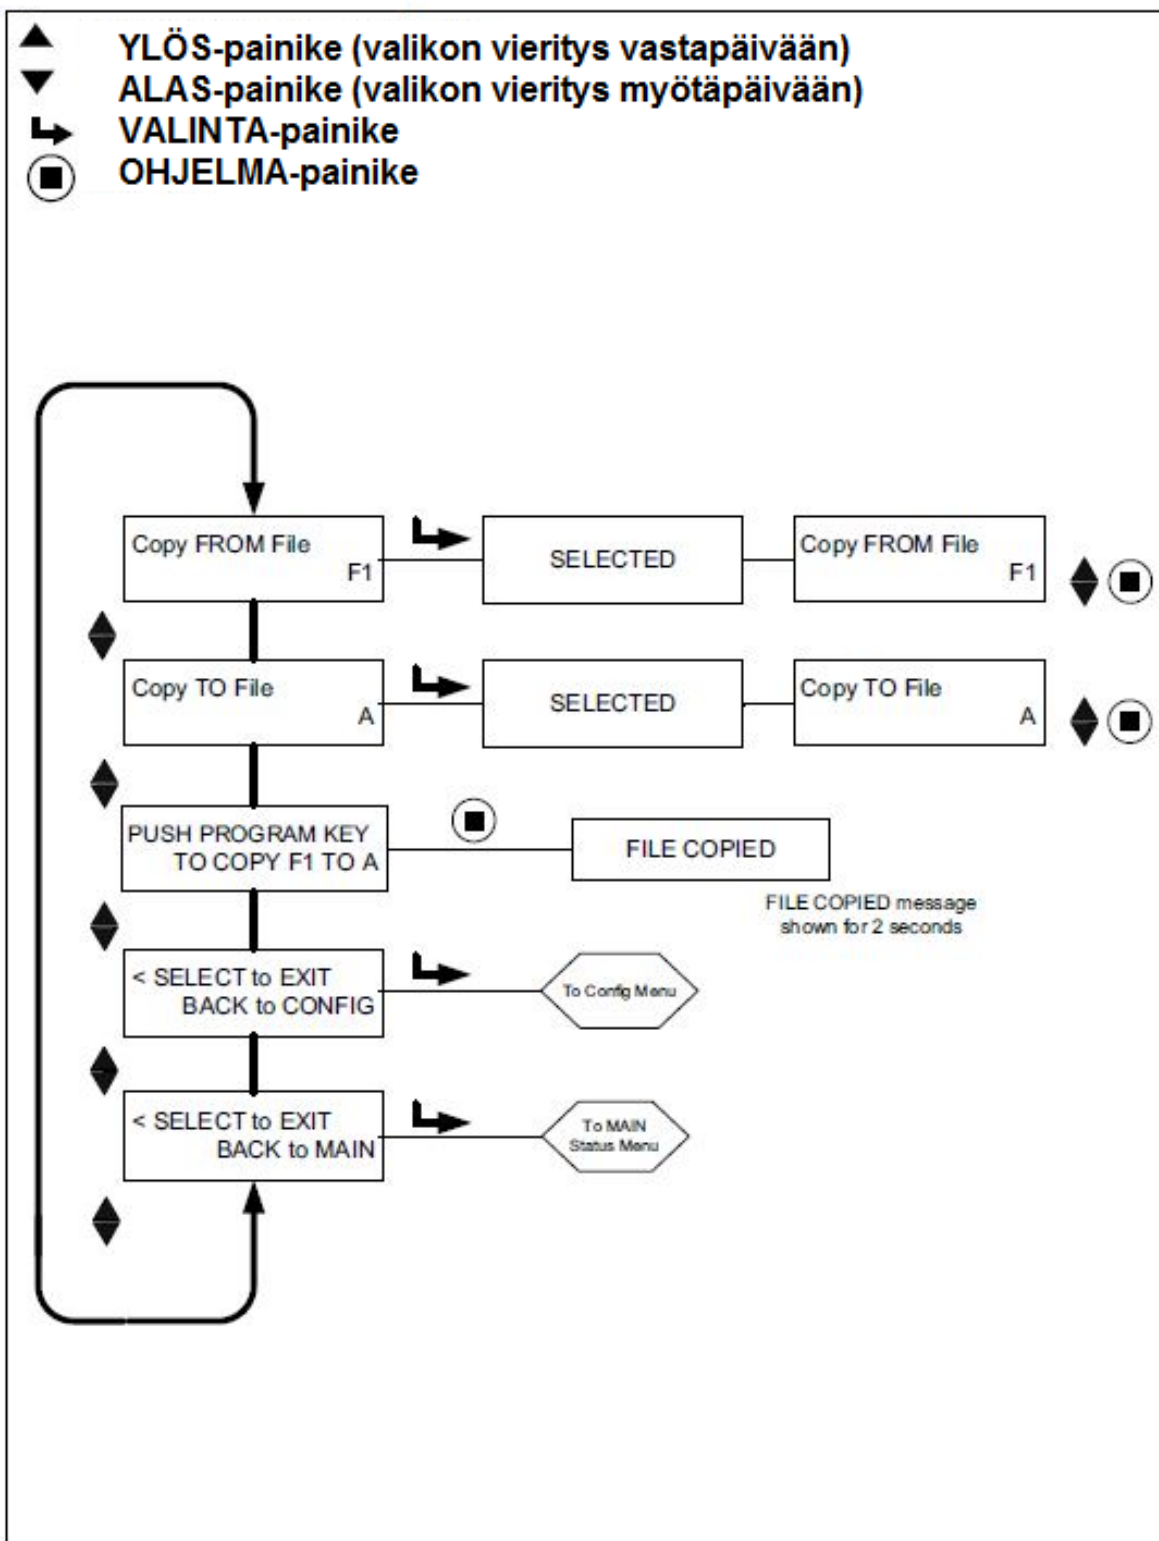 YLÖS-painike (valikon vieritys vastapäivään)
ALAS-painike (valikon vieritys myötäpäivään)
VALINTA-painike
OHJELMA-painike
Copy FROM File
F1
SELECTED
Copy FROM File
F1
Copy TO File
A
SELECTED
Copy TO File
A
PUSH PROGRAM KEY
TO COPY F1 TO A
FILE COPIED
FILE COPIED message
shown for 2 seconds
< SELECT to EXIT
BACK to CONFIG
To Config Menu
< SELECT to EXIT
BACK to MAIN
To MAIN
Status Menu